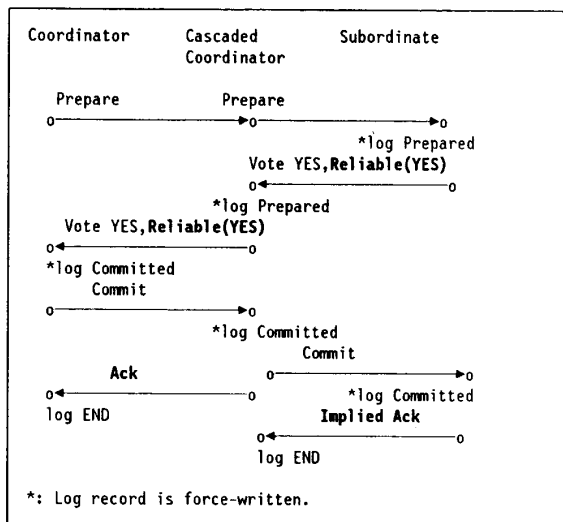 Coordinator Cascaded Coordinator Subordinate
Prepare Prepare
*log Prepared
Vote YES,Reliable(YES)
*log Prepared
Vote YES,Reliable(YES)
*log Committed
Commit
*log Committed
Commit
Ack
*log Committed
log END
Implied Ack
log END
*: Log record is force-written.